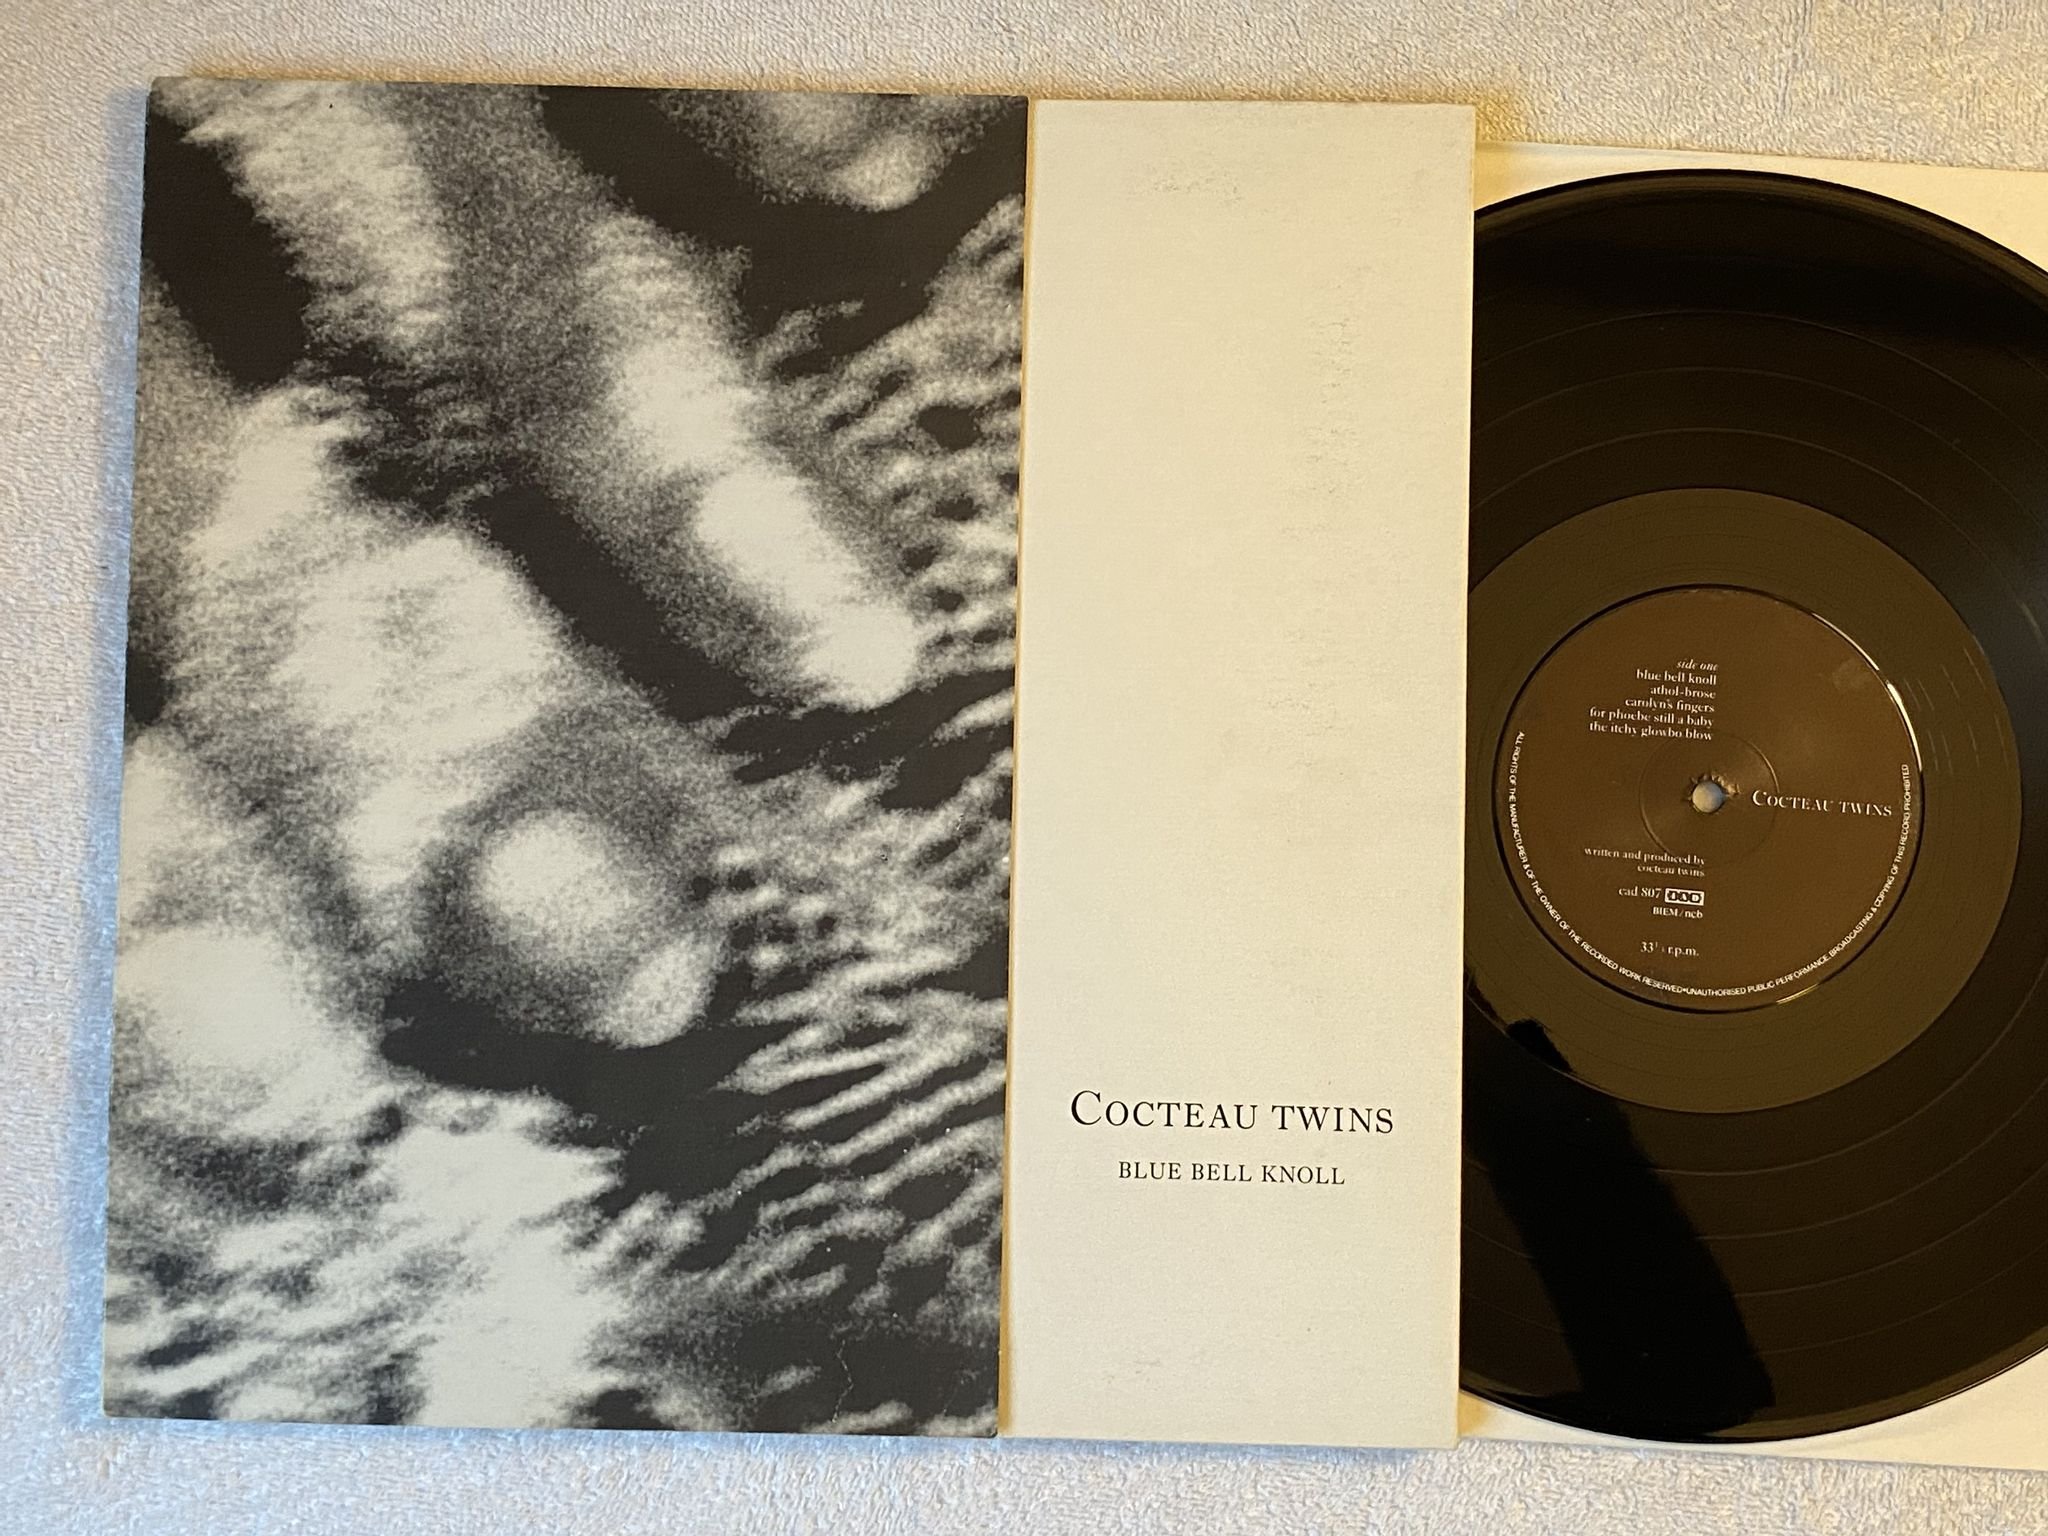 COCTEAU TWINS
BLUE BELL KNOLL
side one
blue bell knoll
athol-brose
carolyn's fingers
for phoebe still a baby
the itchy glowbo blow
COCTEAU TWINS
written and produced by
cocteau twins
cad 807 4AD
BIEM/ncb
33⅓ r.p.m.
ALL RIGHTS OF THE MANUFACTURER & OF THE OWNER OF THE RECORDED WORK RESERVED•UNAUTHORISED PUBLIC PERFORMANCE, BROADCASTING & COPYING OF THIS RECORD PROHIBITED